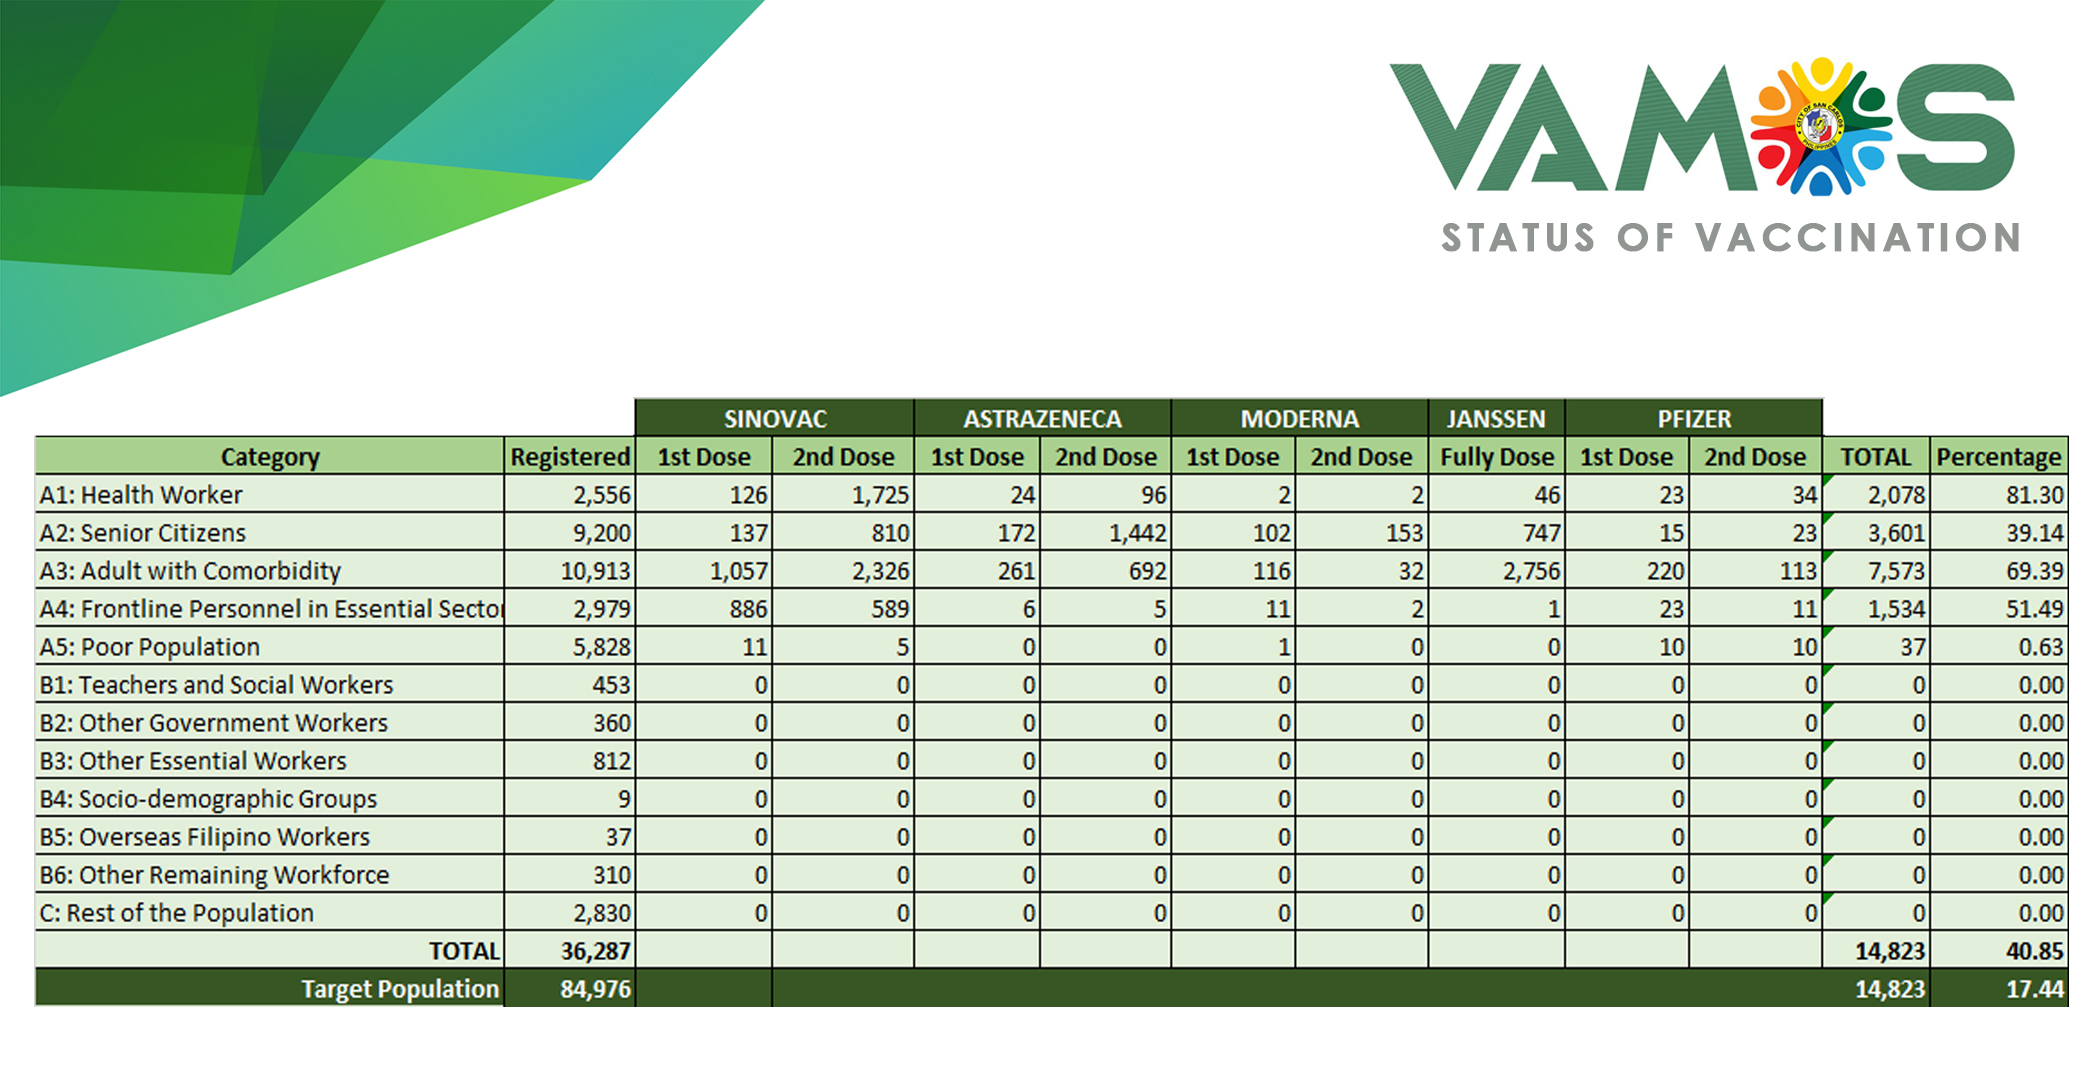 VAMOS
CITY OF SAN CARLOS
PHILIPPINES
STATUS OF VACCINATION
SINOVAC ASTRAZENECA MODERNA JANSSEN PFIZER
Category Registered 1st Dose 2nd Dose 1st Dose 2nd Dose 1st Dose 2nd Dose Fully Dose 1st Dose 2nd Dose TOTAL Percentage
A1: Health Worker 2,556 126 1,725 24 96 2 2 46 23 34 2,078 81.30
A2: Senior Citizens 9,200 137 810 172 1,442 102 153 747 15 23 3,601 39.14
A3: Adult with Comorbidity 10,913 1,057 2,326 261 692 116 32 2,756 220 113 7,573 69.39
A4: Frontline Personnel in Essential Sector 2,979 886 589 6 5 11 2 1 23 11 1,534 51.49
A5: Poor Population 5,828 11 5 0 0 1 0 0 10 10 37 0.63
B1: Teachers and Social Workers 453 0 0 0 0 0 0 0 0 0 0 0.00
B2: Other Government Workers 360 0 0 0 0 0 0 0 0 0 0 0.00
B3: Other Essential Workers 812 0 0 0 0 0 0 0 0 0 0 0.00
B4: Socio-demographic Groups 9 0 0 0 0 0 0 0 0 0 0 0.00
B5: Overseas Filipino Workers 37 0 0 0 0 0 0 0 0 0 0 0.00
B6: Other Remaining Workforce 310 0 0 0 0 0 0 0 0 0 0 0.00
C: Rest of the Population 2,830 0 0 0 0 0 0 0 0 0 0 0.00
TOTAL 36,287 14,823 40.85
Target Population 84,976 14,823 17.44